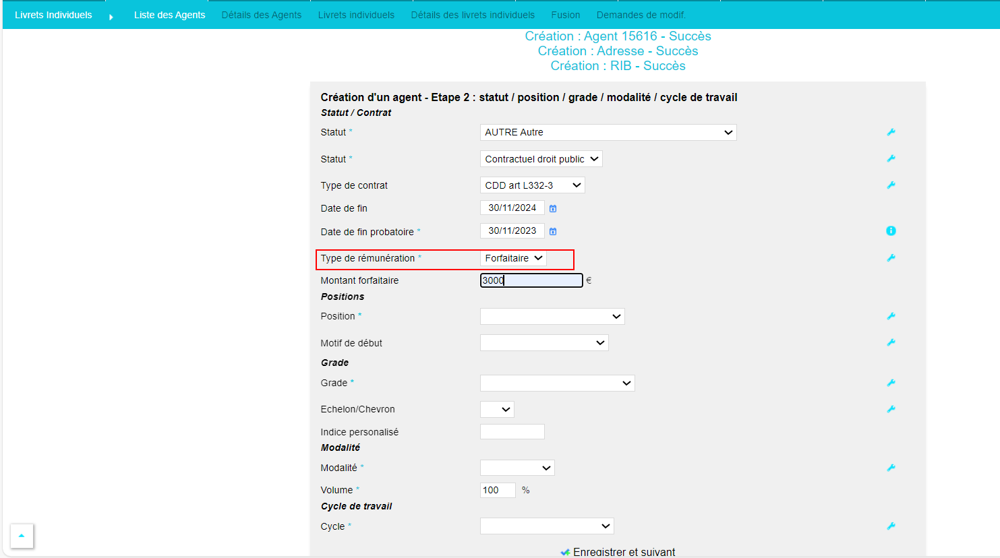 Livrets Individuels Liste des Agents Détails des Agents Livrets individuels Détails des livrets individuels Fusion Demandes de modif.
Création : Agent 15616 - Succès
Création : Adresse - Succès
Création : RIB - Succès
Création d'un agent - Etape 2 : statut / position / grade / modalité / cycle de travail
Statut / Contrat
Statut * AUTRE Autre
Statut * Contractuel droit public
Type de contrat CDD art L332-3
Date de fin 30/11/2024
Date de fin probatoire * 30/11/2023
Type de rémunération * Forfaitaire
Montant forfaitaire 3000 €
Positions
Position *
Motif de début
Grade
Grade *
Echelon/Chevron
Indice personalisé
Modalité
Modalité *
Volume * 100 %
Cycle de travail
Cycle *
Enregistrer et suivant